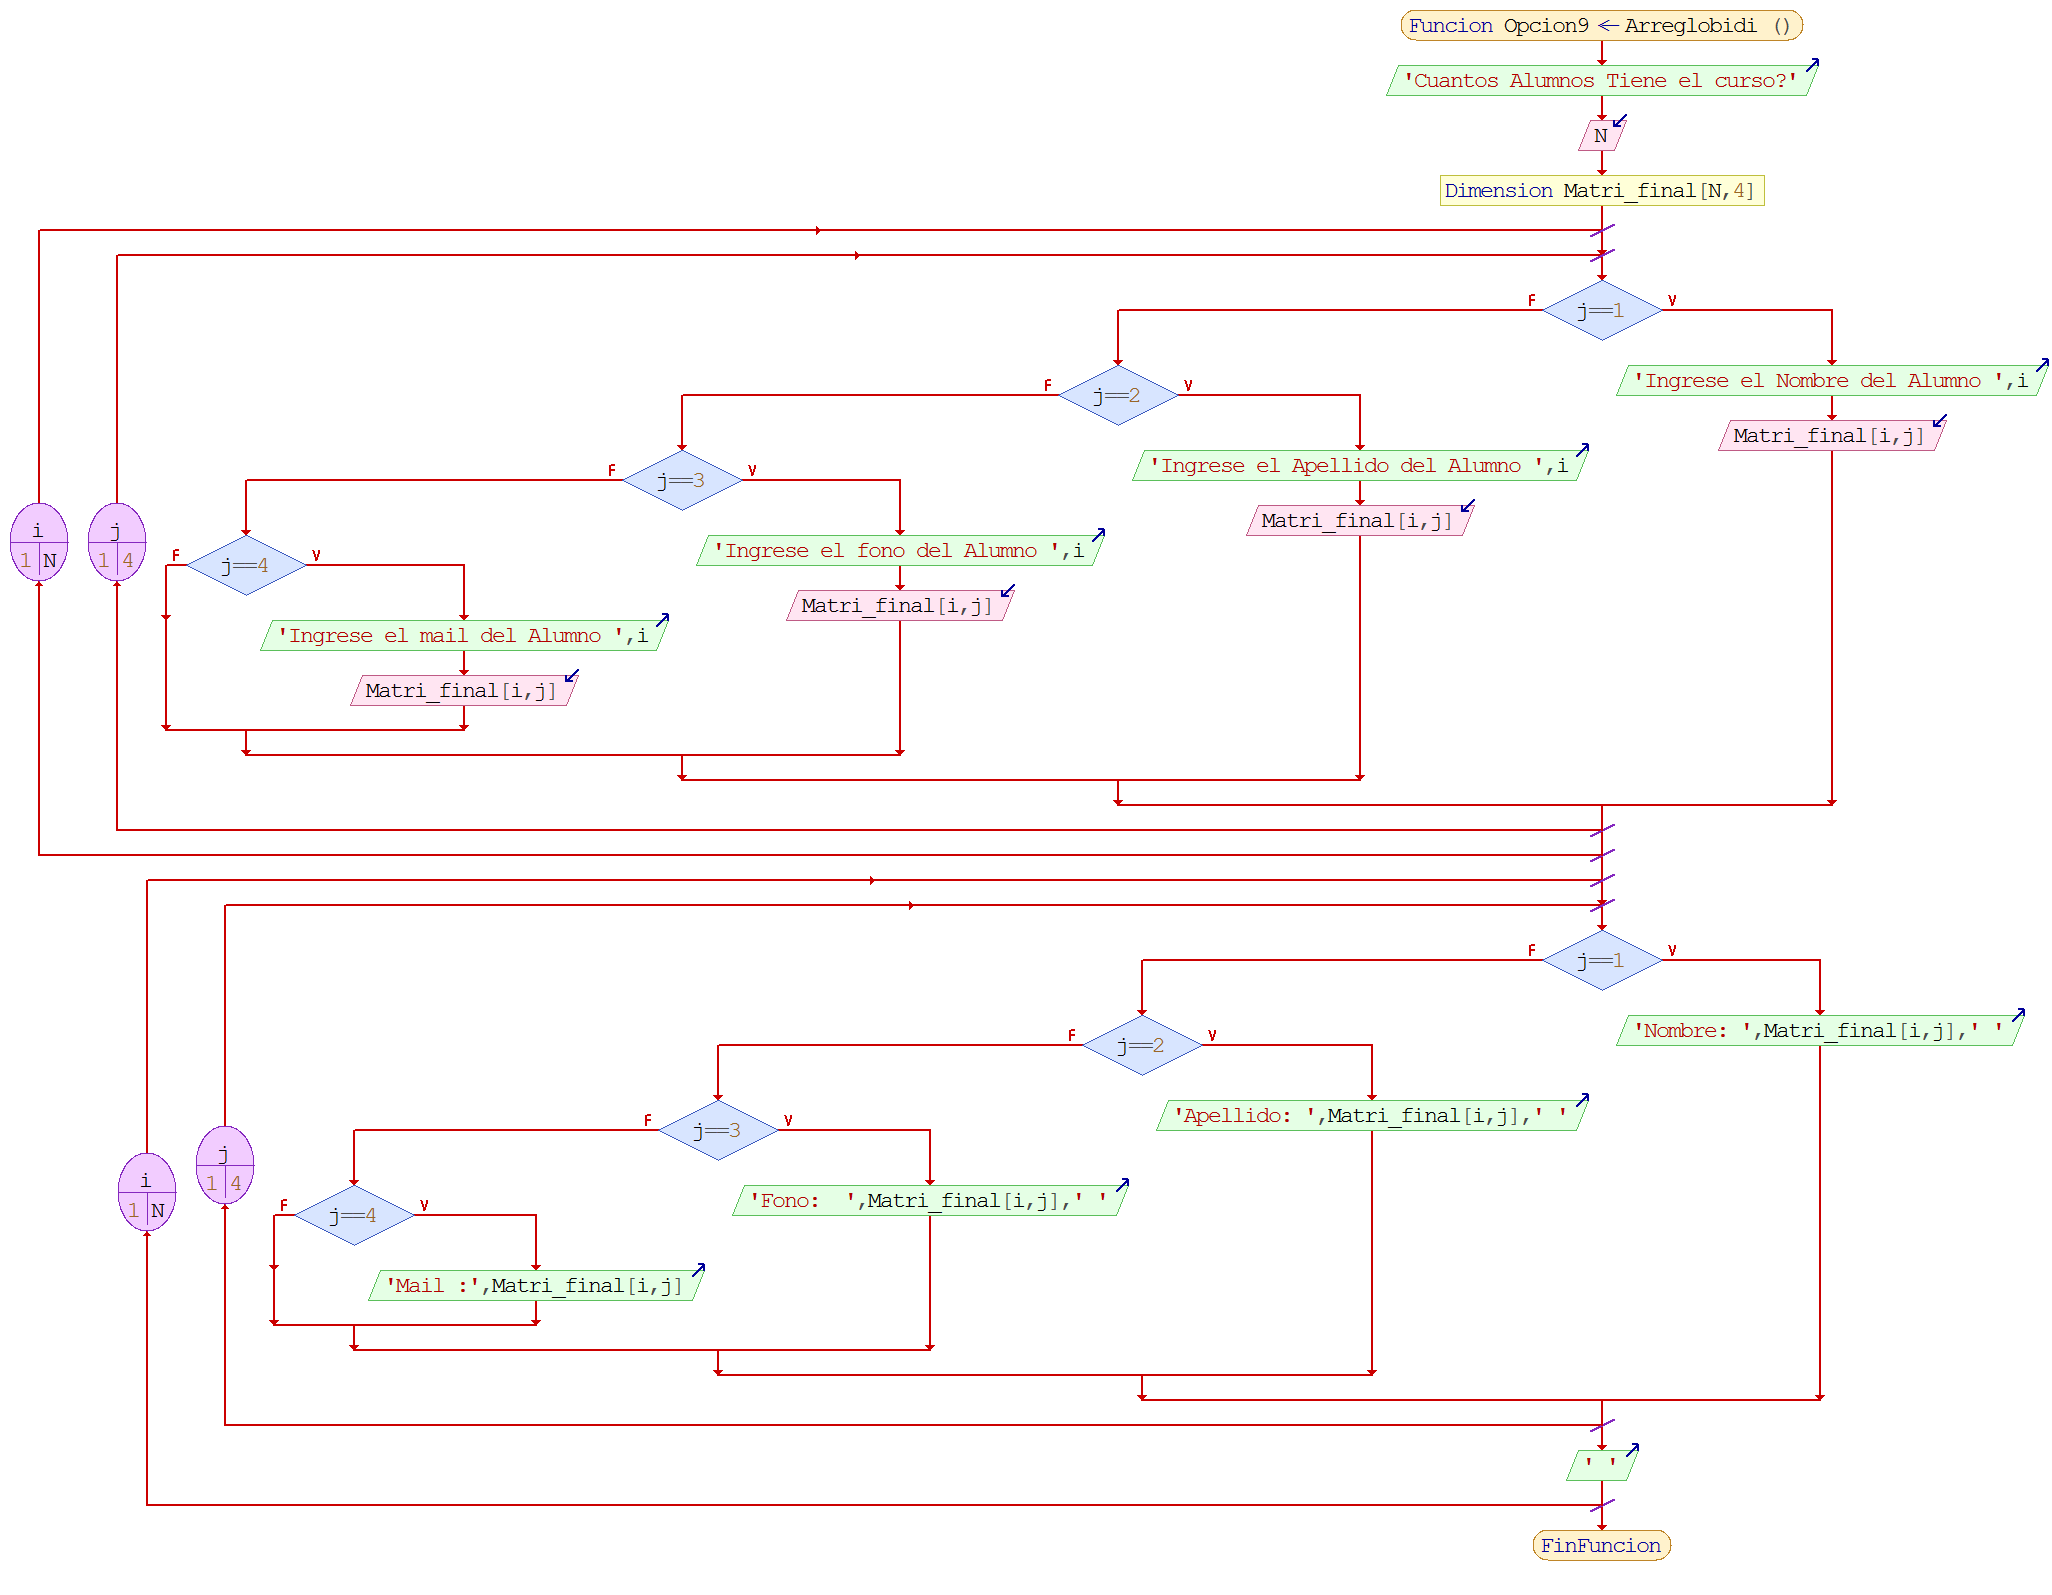 Funcion Opcion9 ← Arreglobidi ()
'Cuantos Alumnos Tiene el curso?'
N
Dimension Matri_final[N,4]
F
j==1
V
F
j==2
V
'Ingrese el Nombre del Alumno ',i
Matri_final[i,j]
F
j==3
V
'Ingrese el Apellido del Alumno ',i
Matri_final[i,j]
i
1 N
j
1 4
F
j==4
V
'Ingrese el fono del Alumno ',i
Matri_final[i,j]
'Ingrese el mail del Alumno ',i
Matri_final[i,j]
F
j==1
V
F
j==2
V
'Nombre: ',Matri_final[i,j],' '
F
j==3
V
'Apellido: ',Matri_final[i,j],' '
i
1 N
j
1 4
F
j==4
V
'Fono:  ',Matri_final[i,j],' '
'Mail :',Matri_final[i,j]
' '
FinFuncion